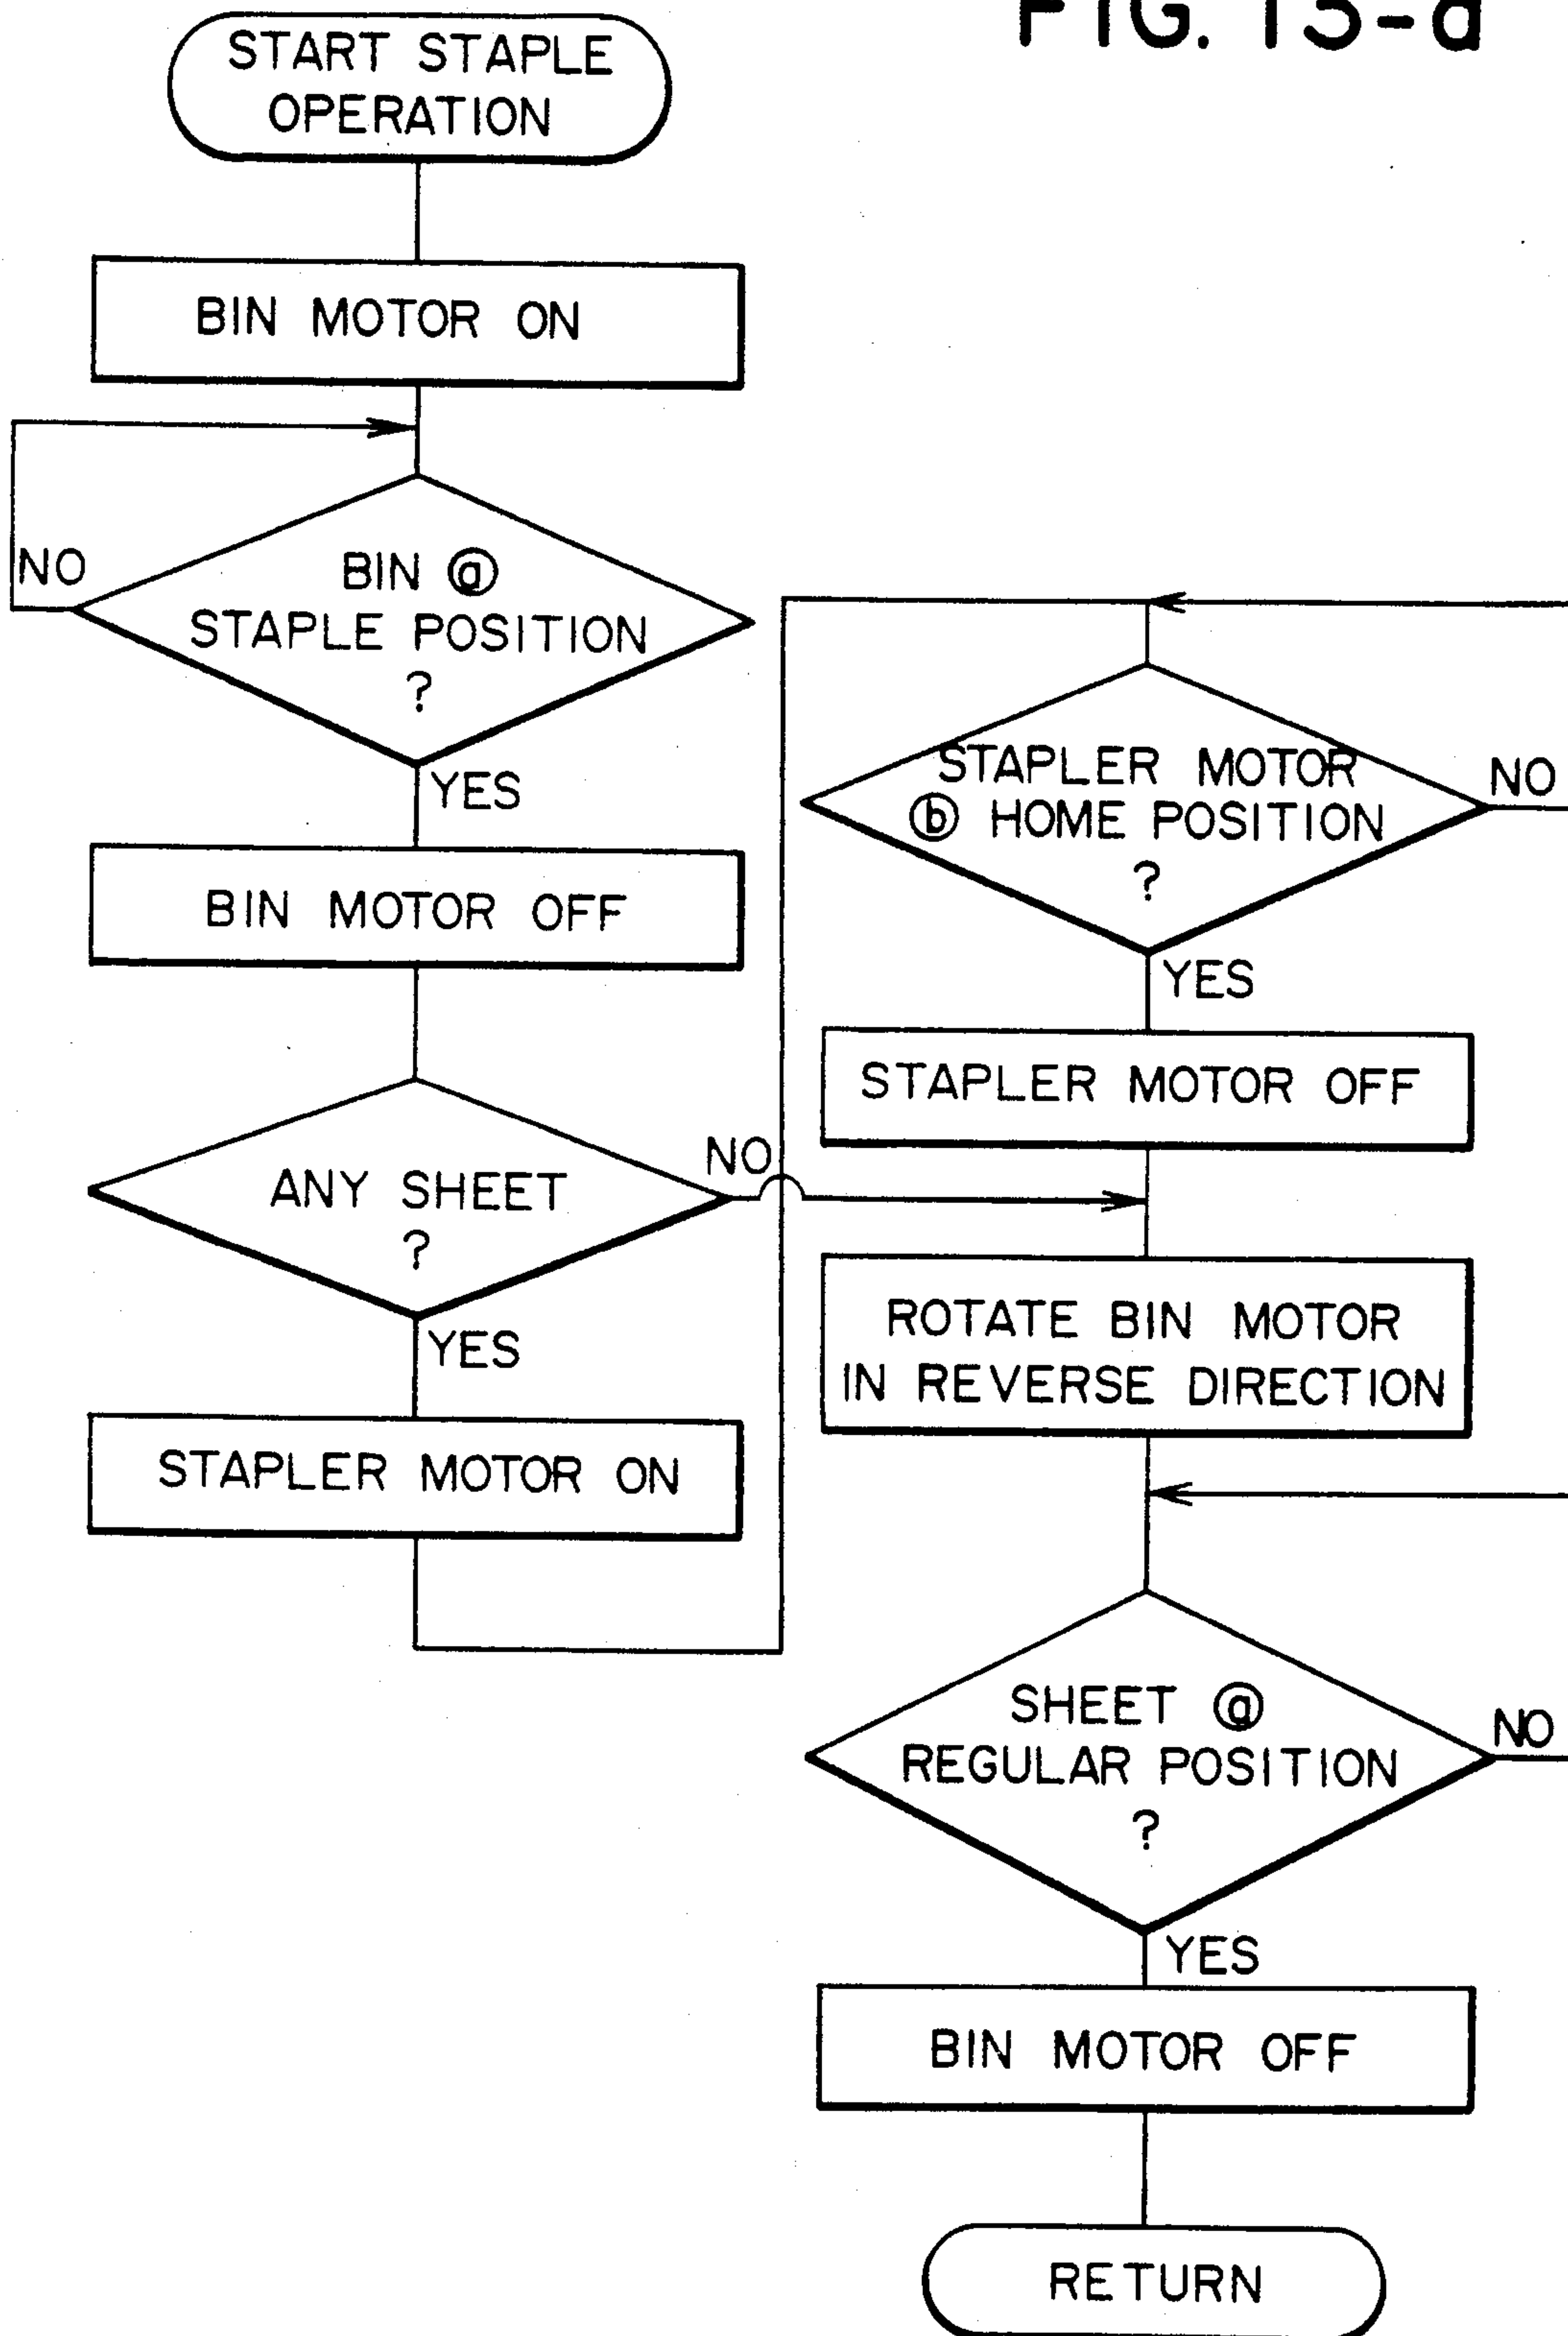 FIG. 13-a
START STAPLE
OPERATION
BIN MOTOR ON
NO
BIN ⓐ
STAPLE POSITION
?
YES
BIN MOTOR OFF
ANY SHEET
?
NO
YES
STAPLER MOTOR ON
STAPLER MOTOR
ⓑ HOME POSITION
?
NO
YES
STAPLER MOTOR OFF
ROTATE BIN MOTOR
IN REVERSE DIRECTION
SHEET ⓐ
REGULAR POSITION
?
NO
YES
BIN MOTOR OFF
RETURN